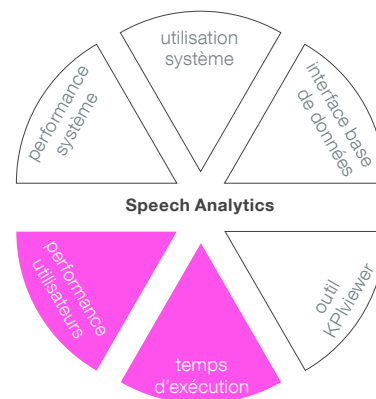 utilisation
système
performance
système
interface base
de données
Speech Analytics
performance
utilisateurs
temps
d'exécution
outil
KPIviewer